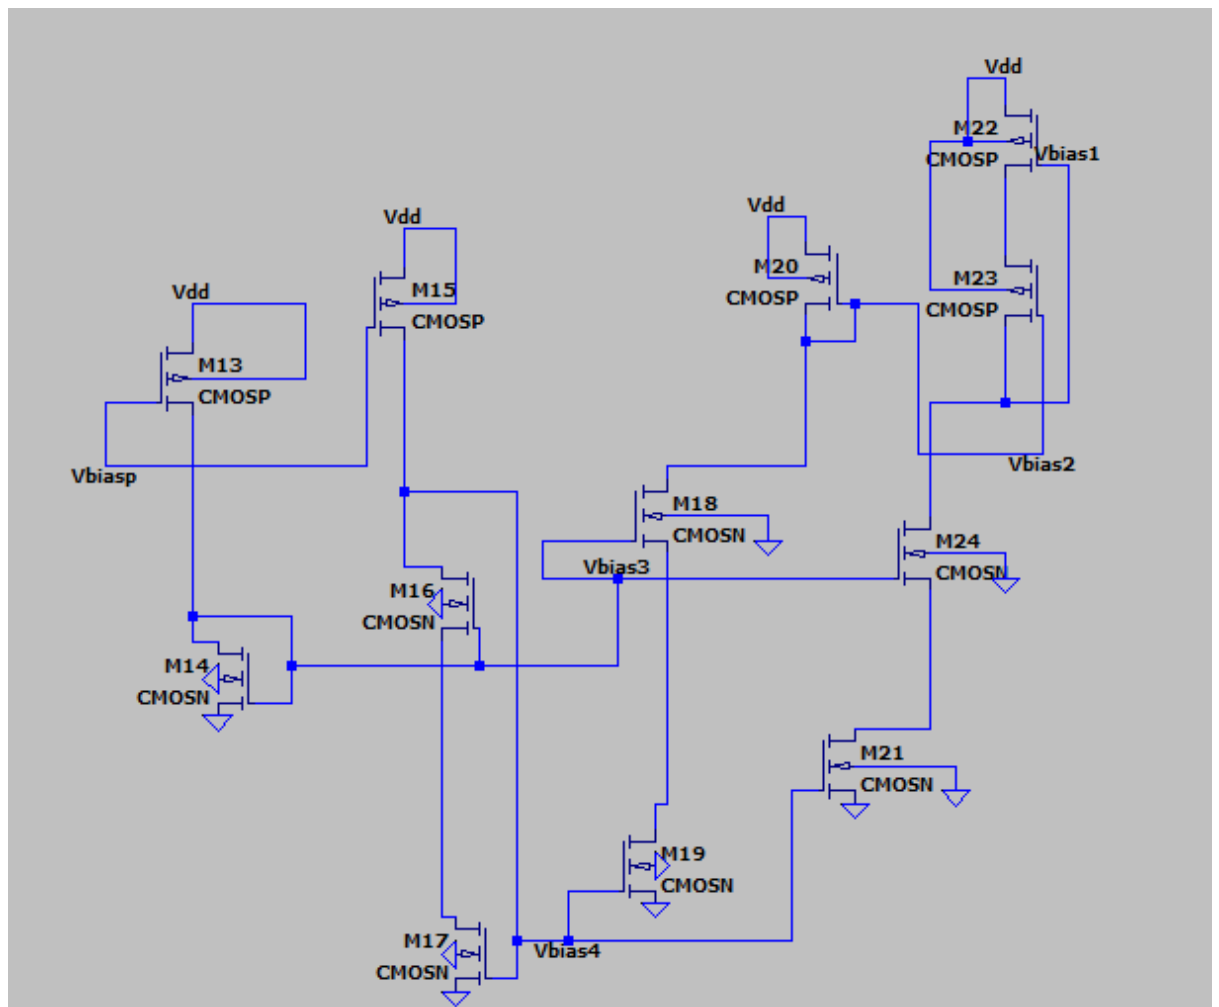 Vdd
M22
CMOSP
Vbias1
Vdd
M20
CMOSP
M23
CMOSP
Vdd
M15
CMOSP
Vdd
M13
CMOSP
Vbiasp
Vbias2
M18
CMOSN
M24
CMOSN
Vbias3
M16
CMOSN
M14
CMOSN
M21
CMOSN
M19
CMOSN
M17
CMOSN
Vbias4